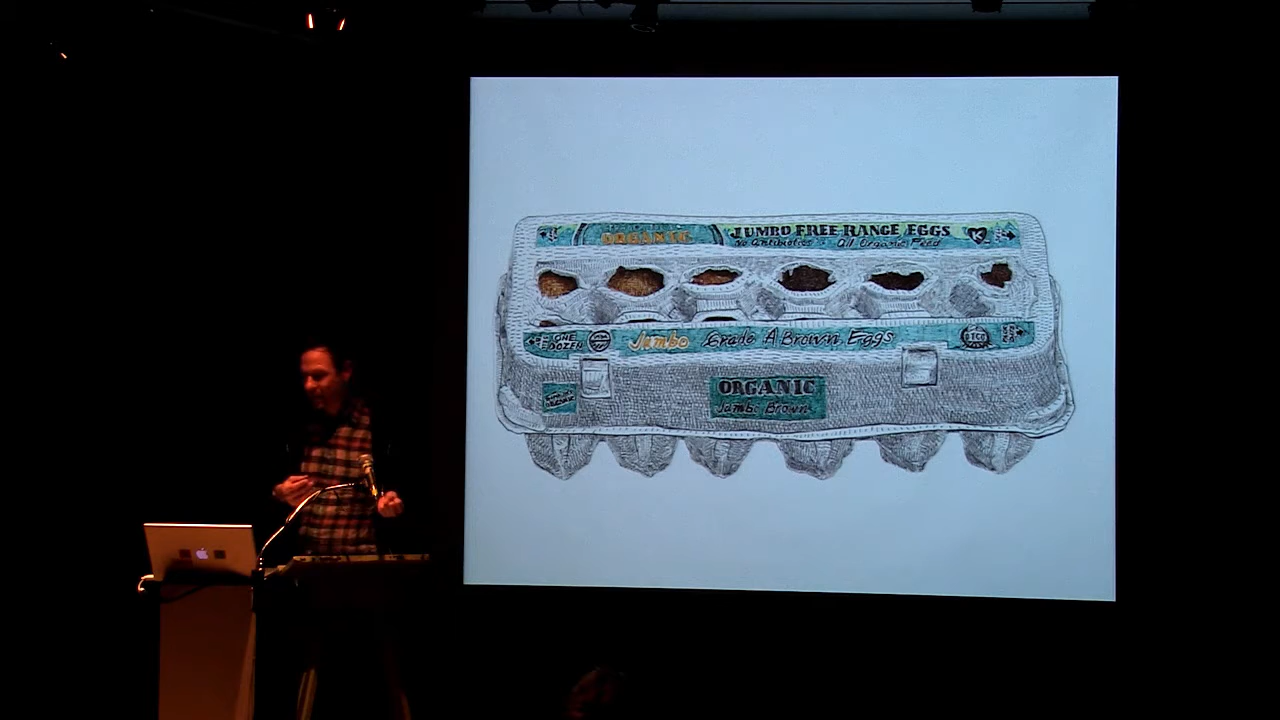 ORGANIC
JUMBO FREE RANGE EGGS
No Antibiotics All Organic Feed
K
ONE DOZEN
Jumbo Grade A Brown Eggs
OTCO
ORGANIC
Jumbo Brown